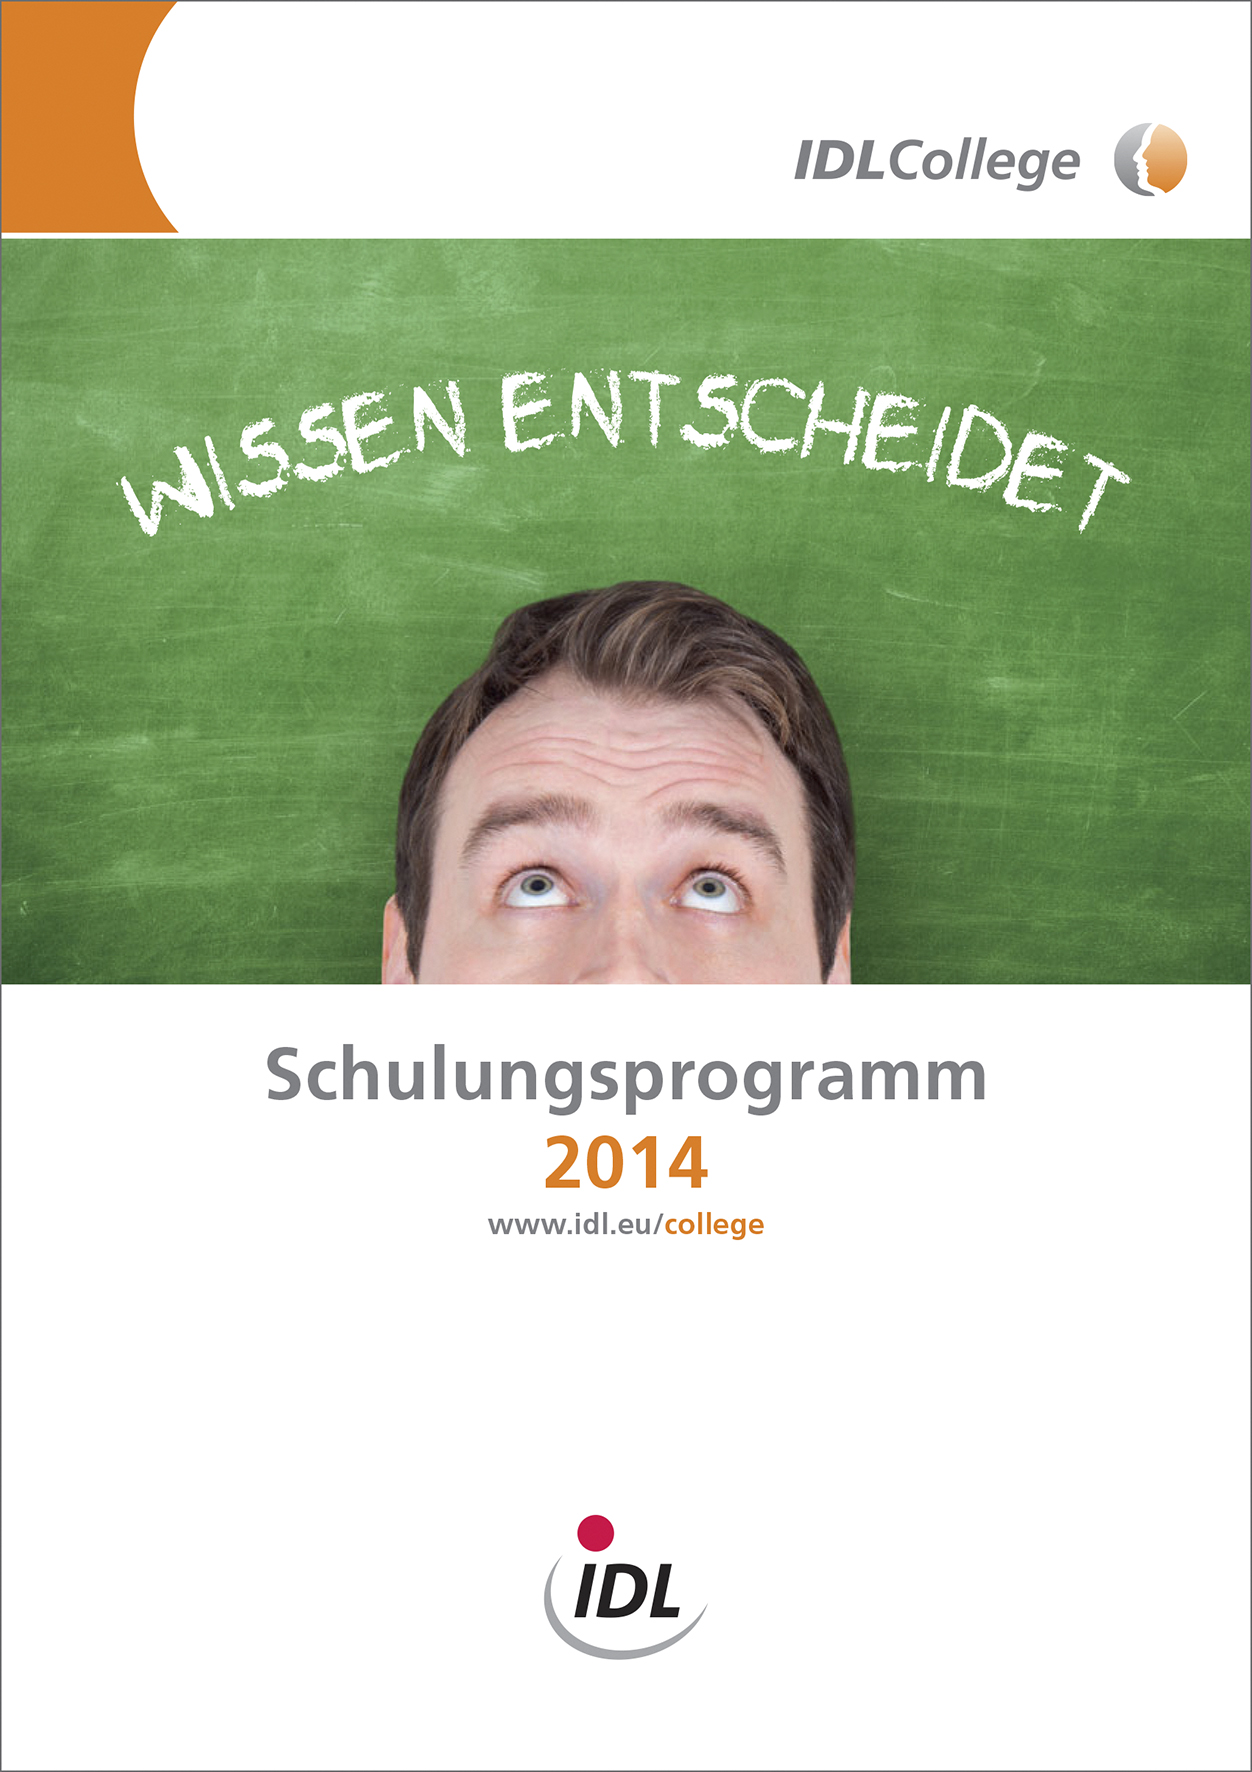 IDLCollege
WISSEN ENTSCHEIDET
Schulungsprogramm
2014
www.idl.eu/college
IDL